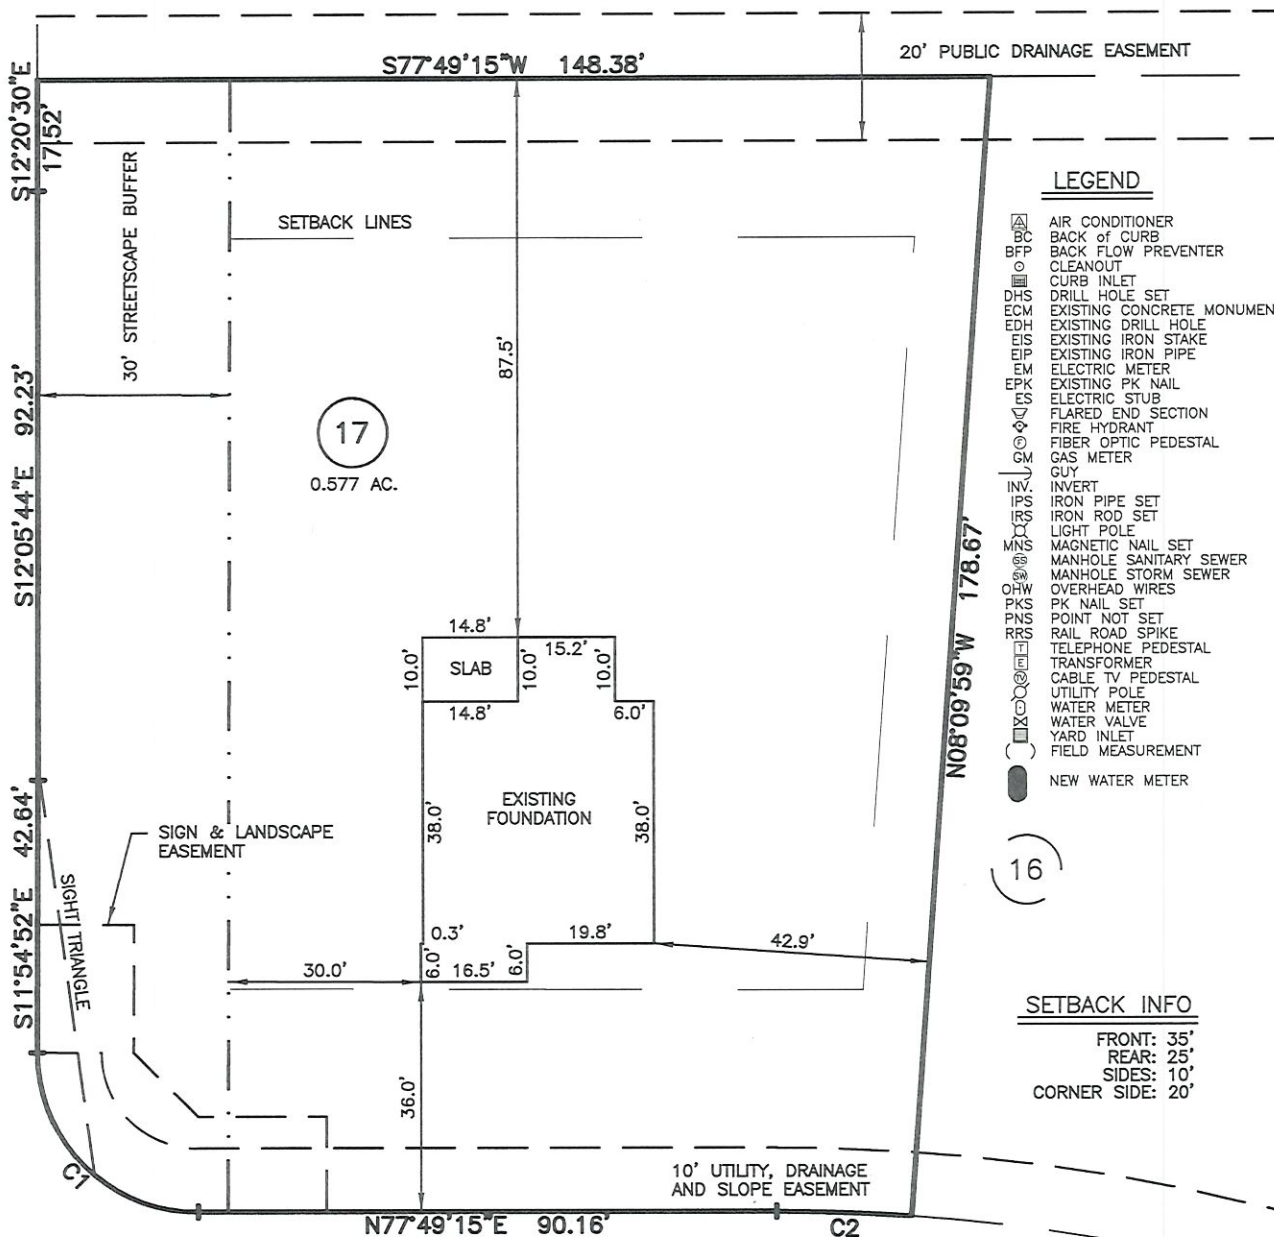 20' PUBLIC DRAINAGE EASEMENT
S77°49'15"W 148.38'
S12°20'30"E
17.52'
30' STREETSCAPE BUFFER
SETBACK LINES
87.5'
S12°05'44"E 92.23'
17
0.577 AC.
N08°09'59"W 178.67'
14.8'
15.2'
10.0'
SLAB
10.0'
10.0'
14.8'
6.0'
EXISTING
FOUNDATION
38.0'
38.0'
SIGN & LANDSCAPE
EASEMENT
SIGHT TRIANGLE
S11°54'52"E 42.64'
0.3'
19.8'
6.0'
16.5'
6.0'
30.0'
42.9'
36.0'
10' UTILITY, DRAINAGE
AND SLOPE EASEMENT
C1
N77°49'15"E 90.16'
C2
LEGEND
A AIR CONDITIONER
BC BACK of CURB
BFP BACK FLOW PREVENTER
CLEANOUT
CURB INLET
DHS DRILL HOLE SET
ECM EXISTING CONCRETE MONUMEN
EDH EXISTING DRILL HOLE
EIS EXISTING IRON STAKE
EIP EXISTING IRON PIPE
EM ELECTRIC METER
EPK EXISTING PK NAIL
ES ELECTRIC STUB
FLARED END SECTION
FIRE HYDRANT
F FIBER OPTIC PEDESTAL
GM GAS METER
GUY
INV. INVERT
IPS IRON PIPE SET
IRS IRON ROD SET
LIGHT POLE
MNS MAGNETIC NAIL SET
SS MANHOLE SANITARY SEWER
SW MANHOLE STORM SEWER
OHW OVERHEAD WIRES
PKS PK NAIL SET
PNS POINT NOT SET
RRS RAIL ROAD SPIKE
T TELEPHONE PEDESTAL
E TRANSFORMER
TV CABLE TV PEDESTAL
UTILITY POLE
WATER METER
WATER VALVE
YARD INLET
( ) FIELD MEASUREMENT
NEW WATER METER
16
SETBACK INFO
FRONT: 35'
REAR: 25'
SIDES: 10'
CORNER SIDE: 20'